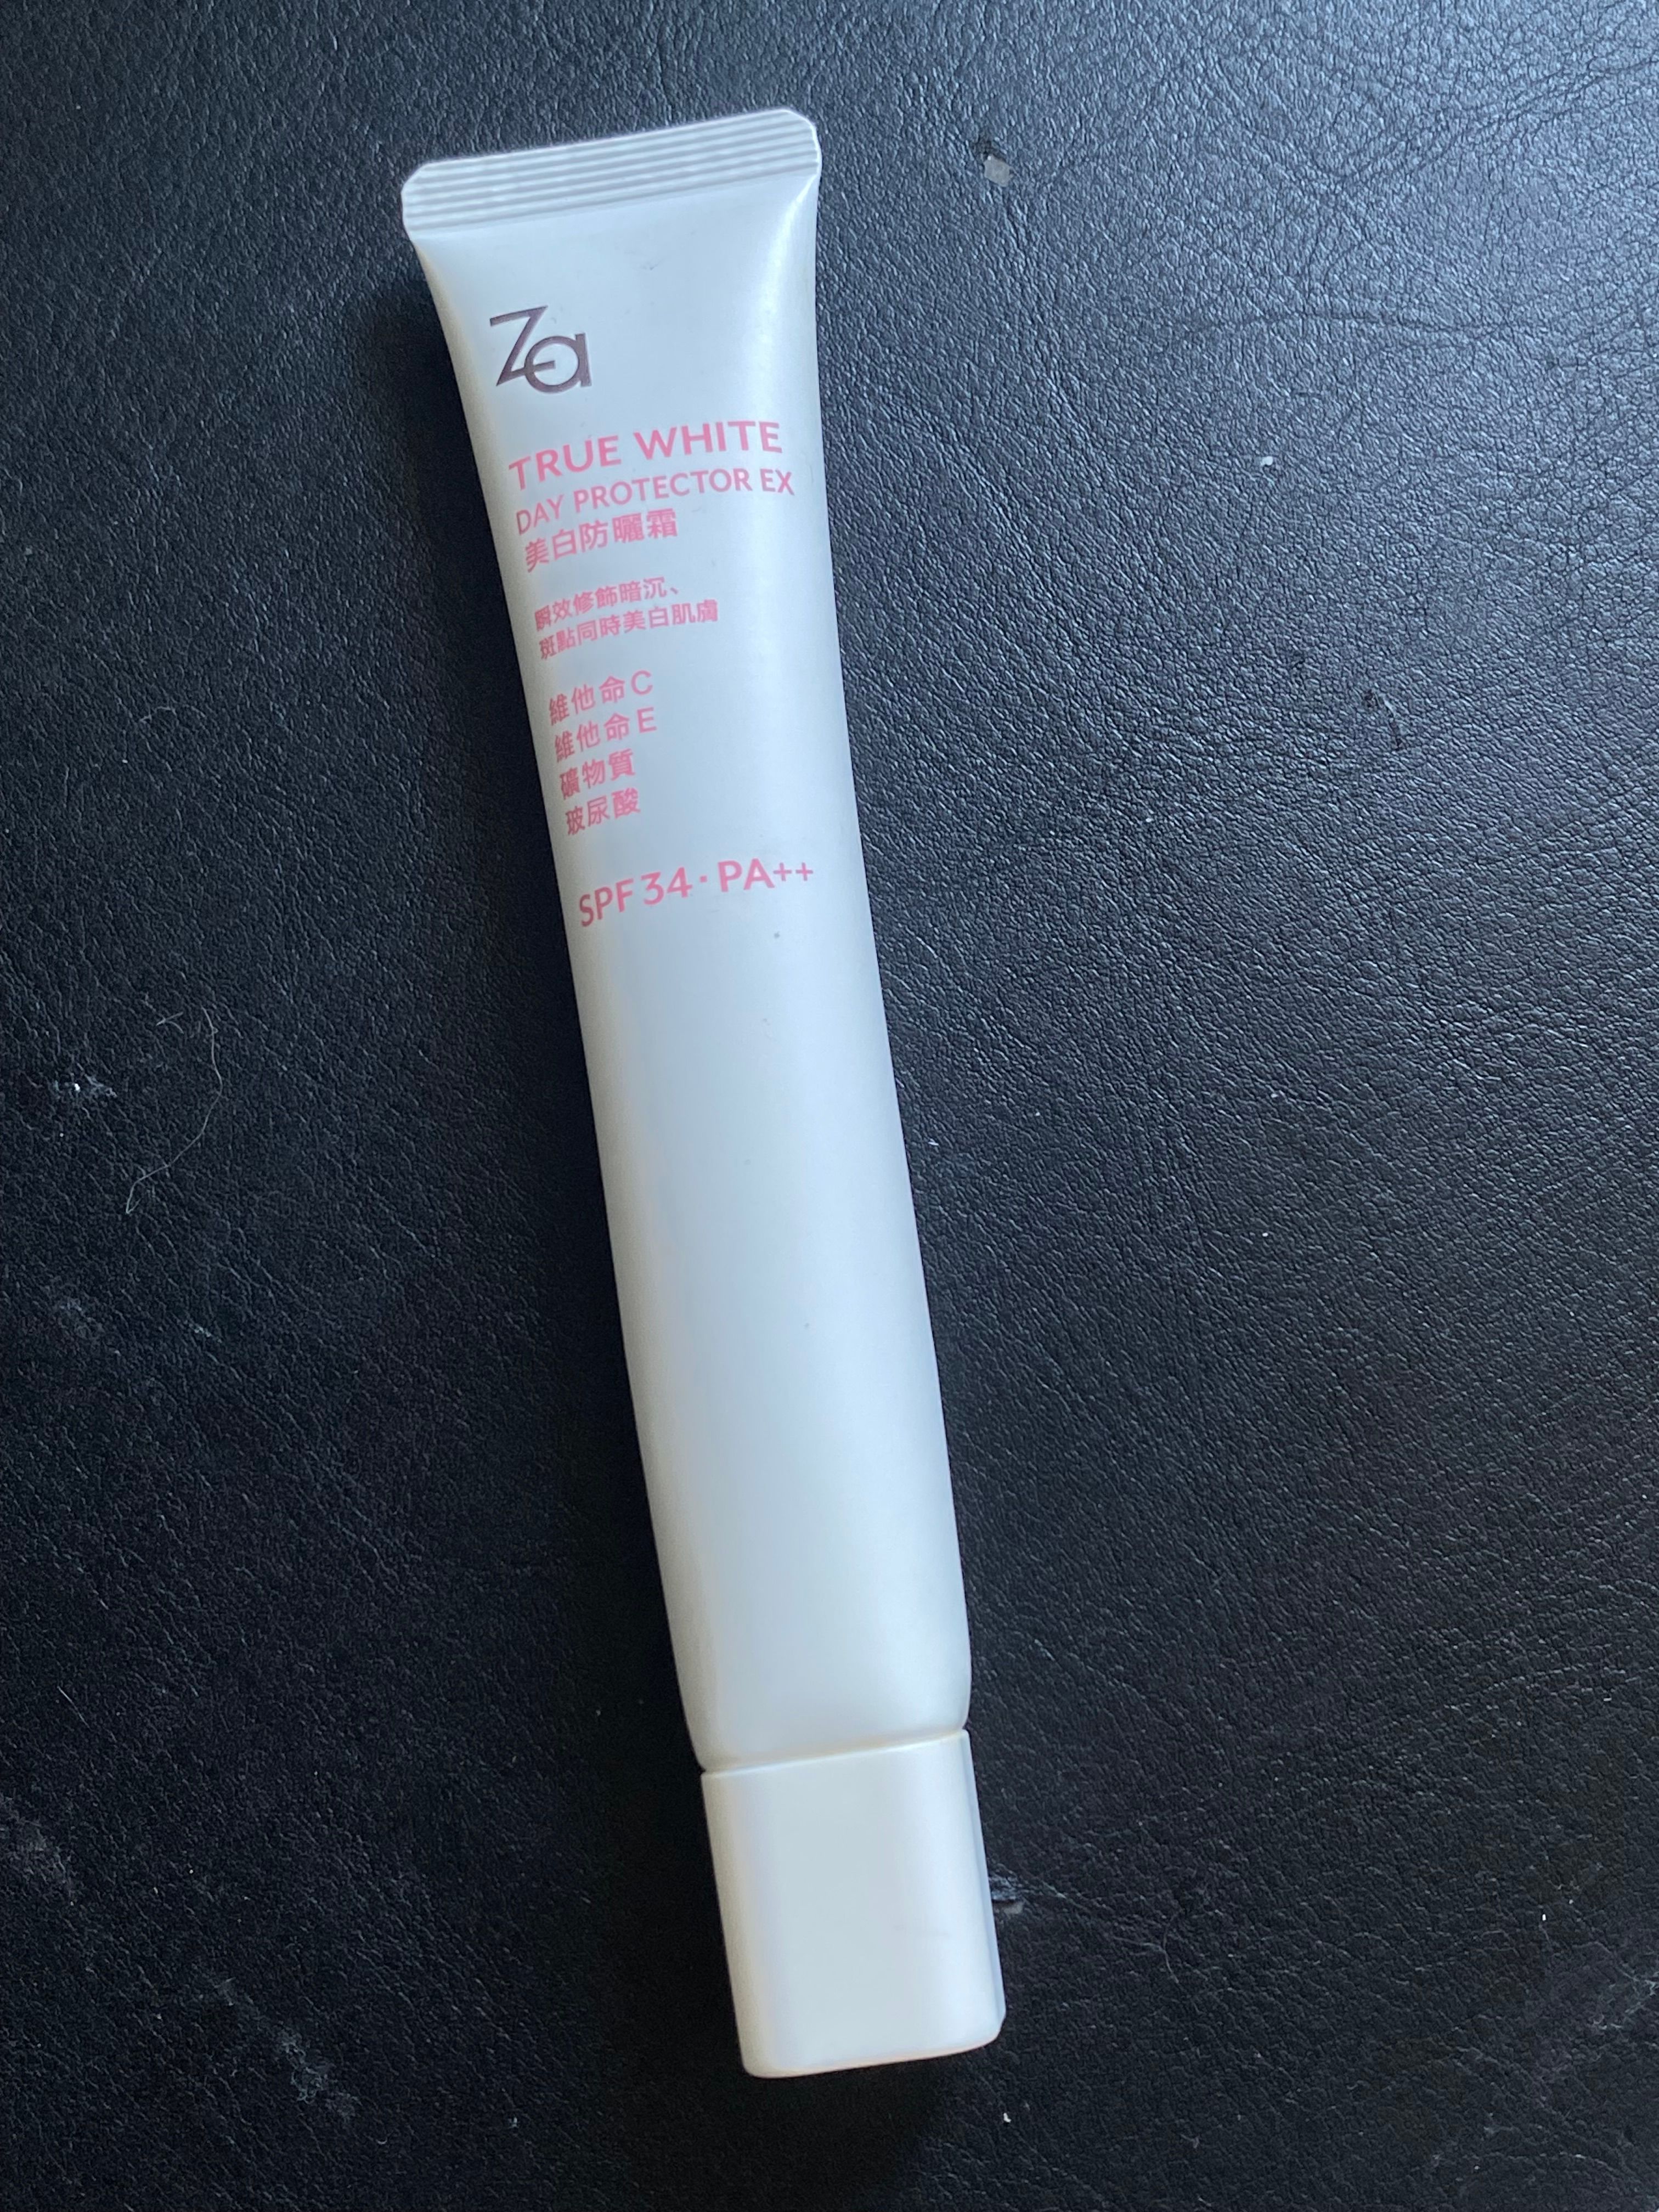 Za
TRUE WHITE
DAY PROTECTOR EX
美白防曬霜
瞬效修飾暗沉、
斑點同時美白肌膚
維他命C
維他命E
礦物質
玻尿酸
SPF 34・PA++